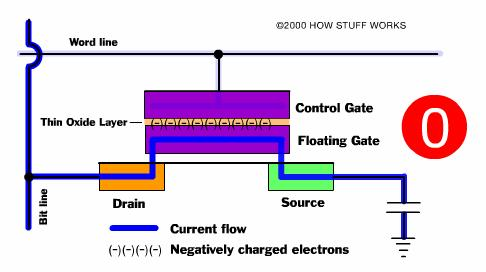 ©2000 HOW STUFF WORKS
Word line
Control Gate
Thin Oxide Layer
(-)(-)(-)(-)(-)(-)(-)(-)(-)
Floating Gate
0
Bit line
Drain
Source
Current flow
(-)(-)(-)(-) Negatively charged electrons